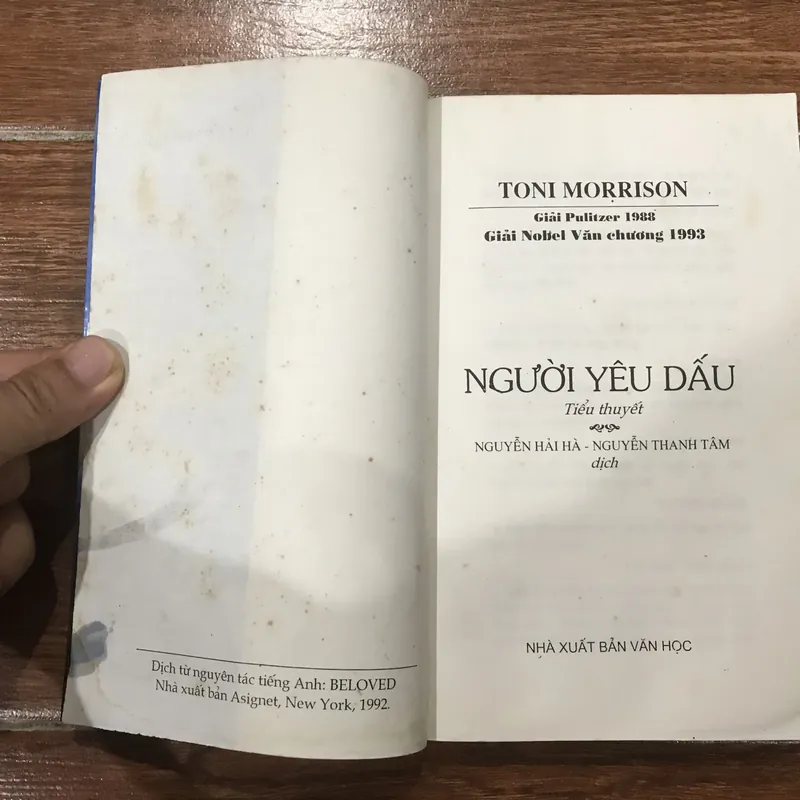 Dịch từ nguyên tác tiếng Anh: BELOVED
Nhà xuất bản Asignet, New York, 1992.
TONI MORRISON
Giải Pulitzer 1988
Giải Nobel Văn chương 1993
NGƯỜI YÊU DẤU
Tiểu thuyết
NGUYỄN HẢI HÀ - NGUYỄN THANH TÂM
dịch
NHÀ XUẤT BẢN VĂN HỌC